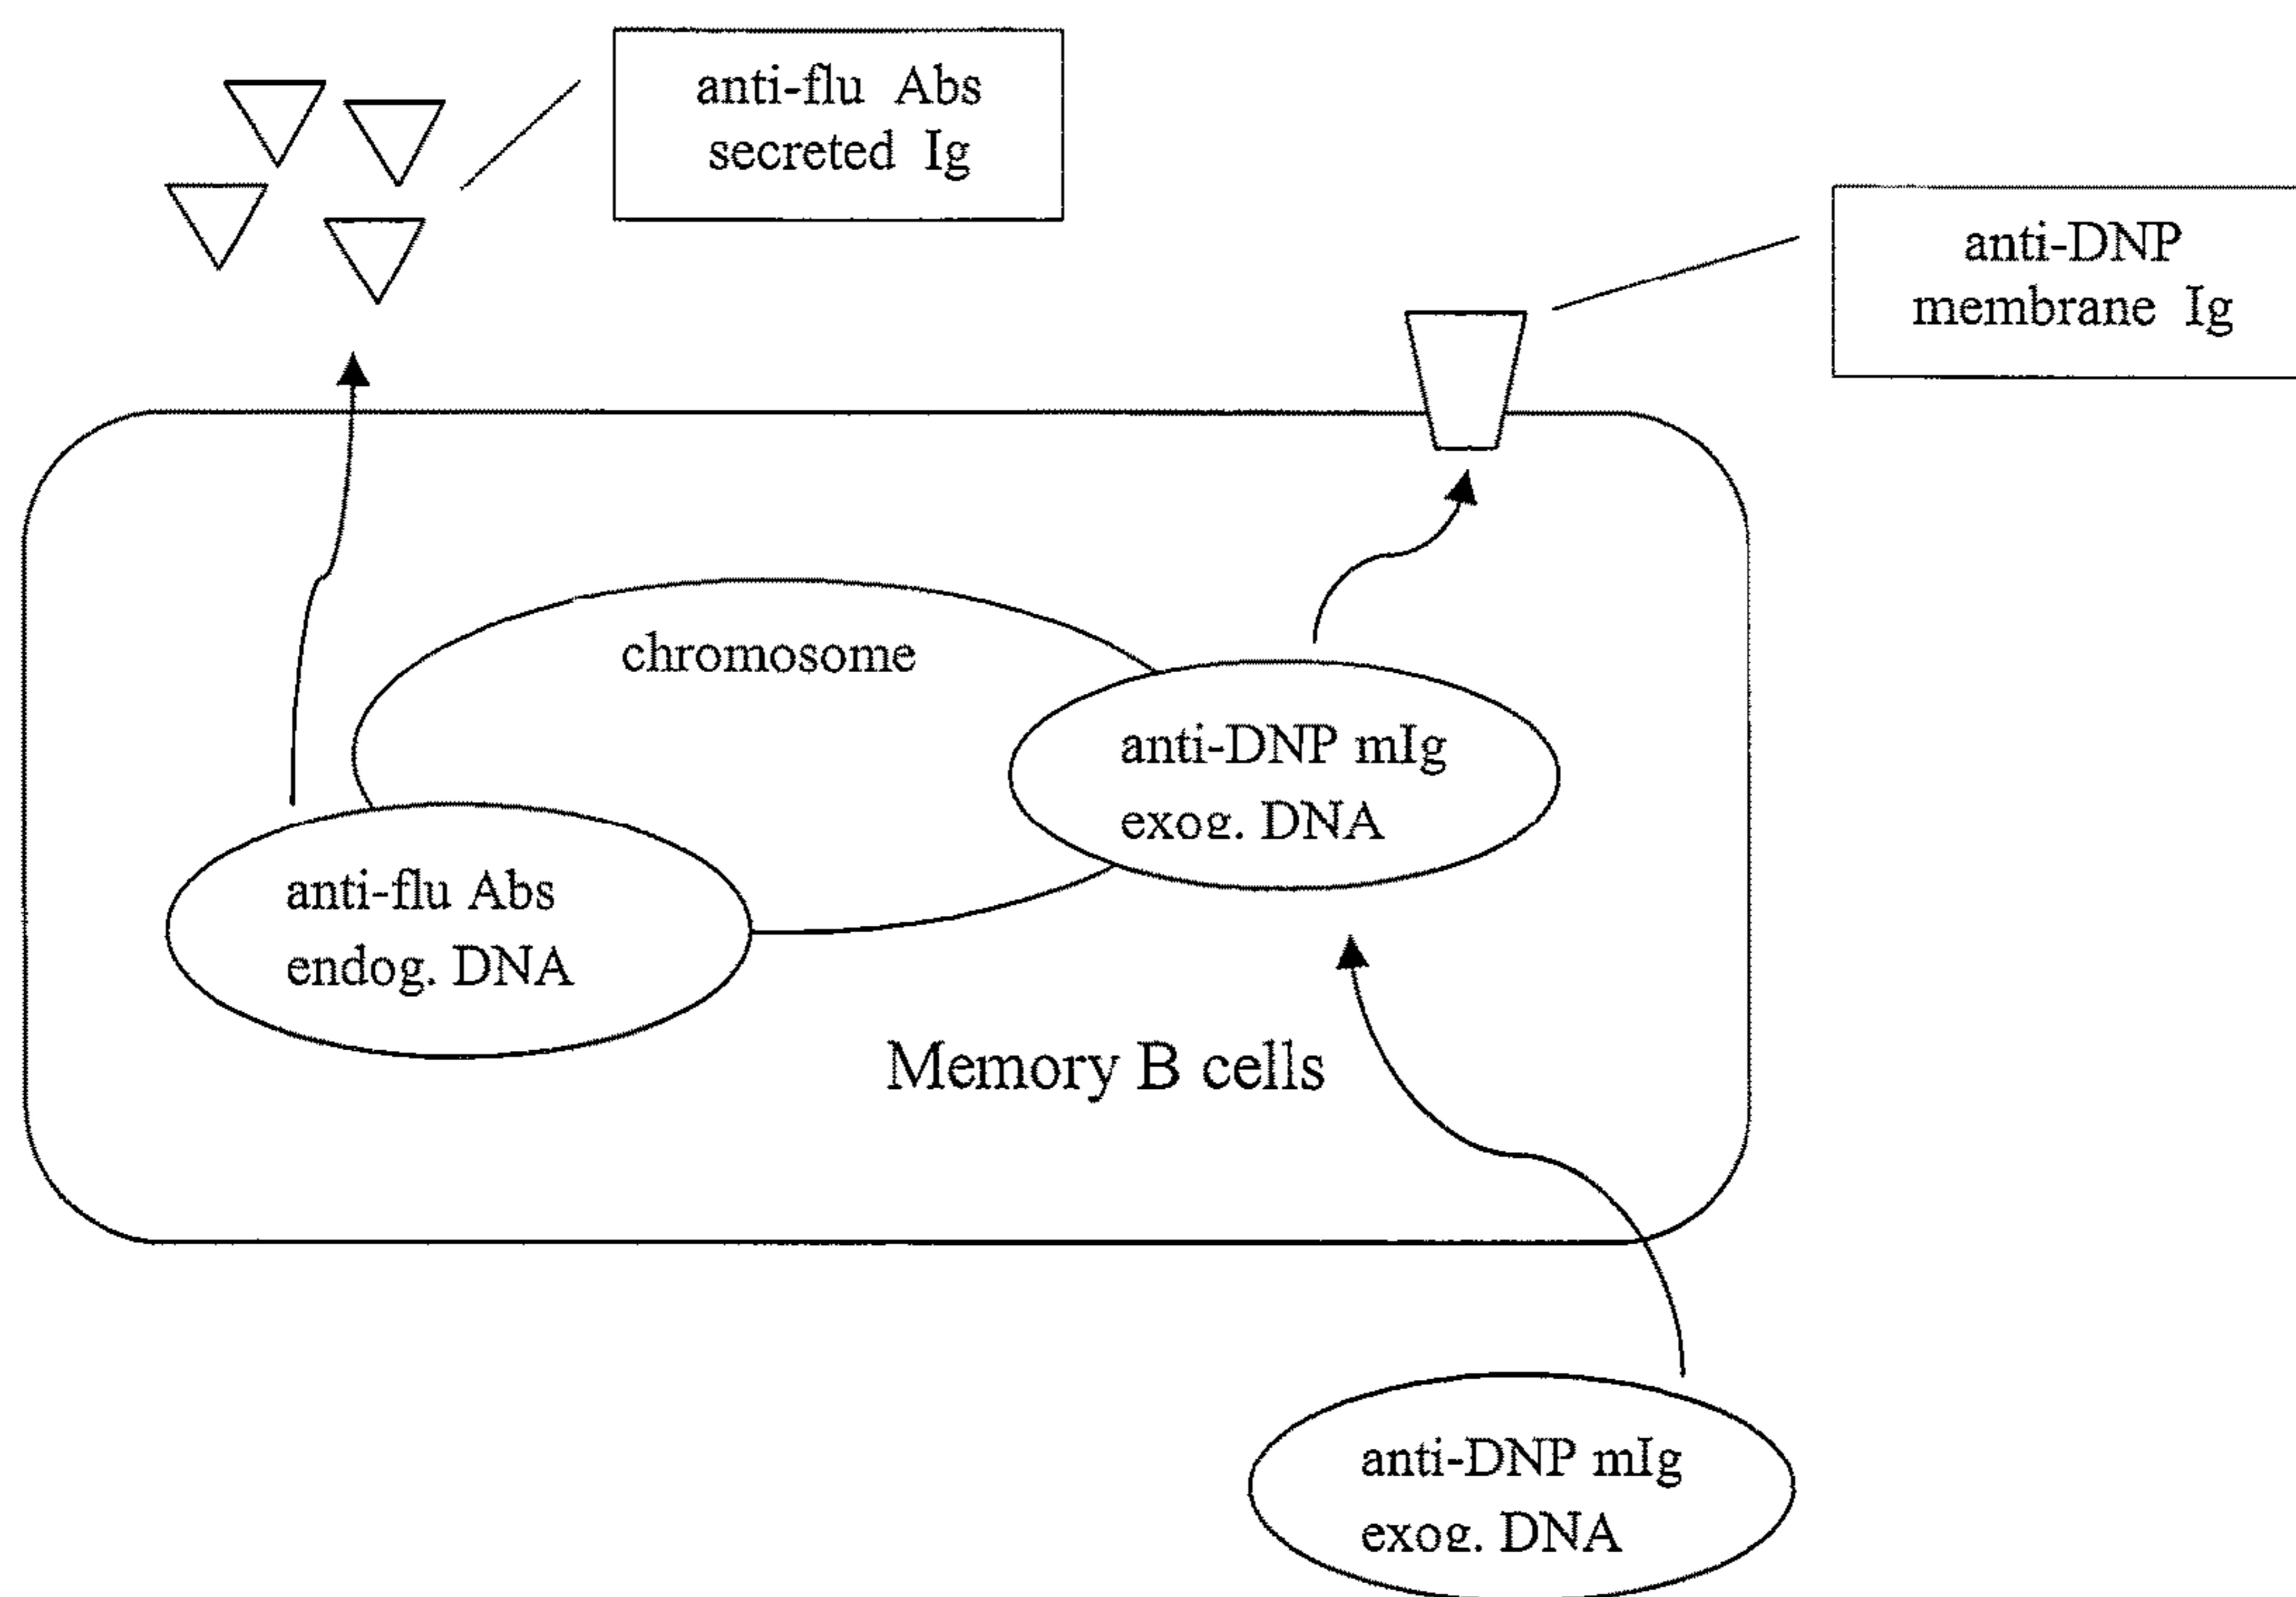 anti-flu Abs
secreted Ig
anti-DNP
membrane Ig
chromosome
anti-DNP mIg
exog. DNA
anti-flu Abs
endog. DNA
Memory B cells
anti-DNP mIg
exog. DNA